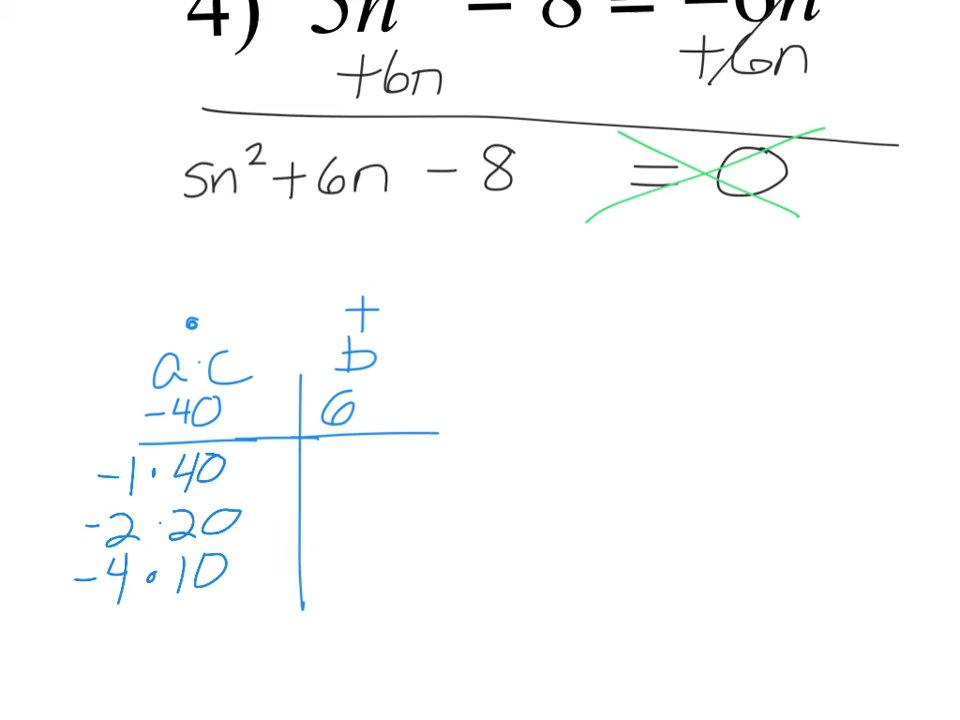 4) 5n² − 8 = −6n
+6n +6n
5n² + 6n − 8 = 0
• +
a·c b
−40 6
−1 · 40
−2 · 20
−4 · 10